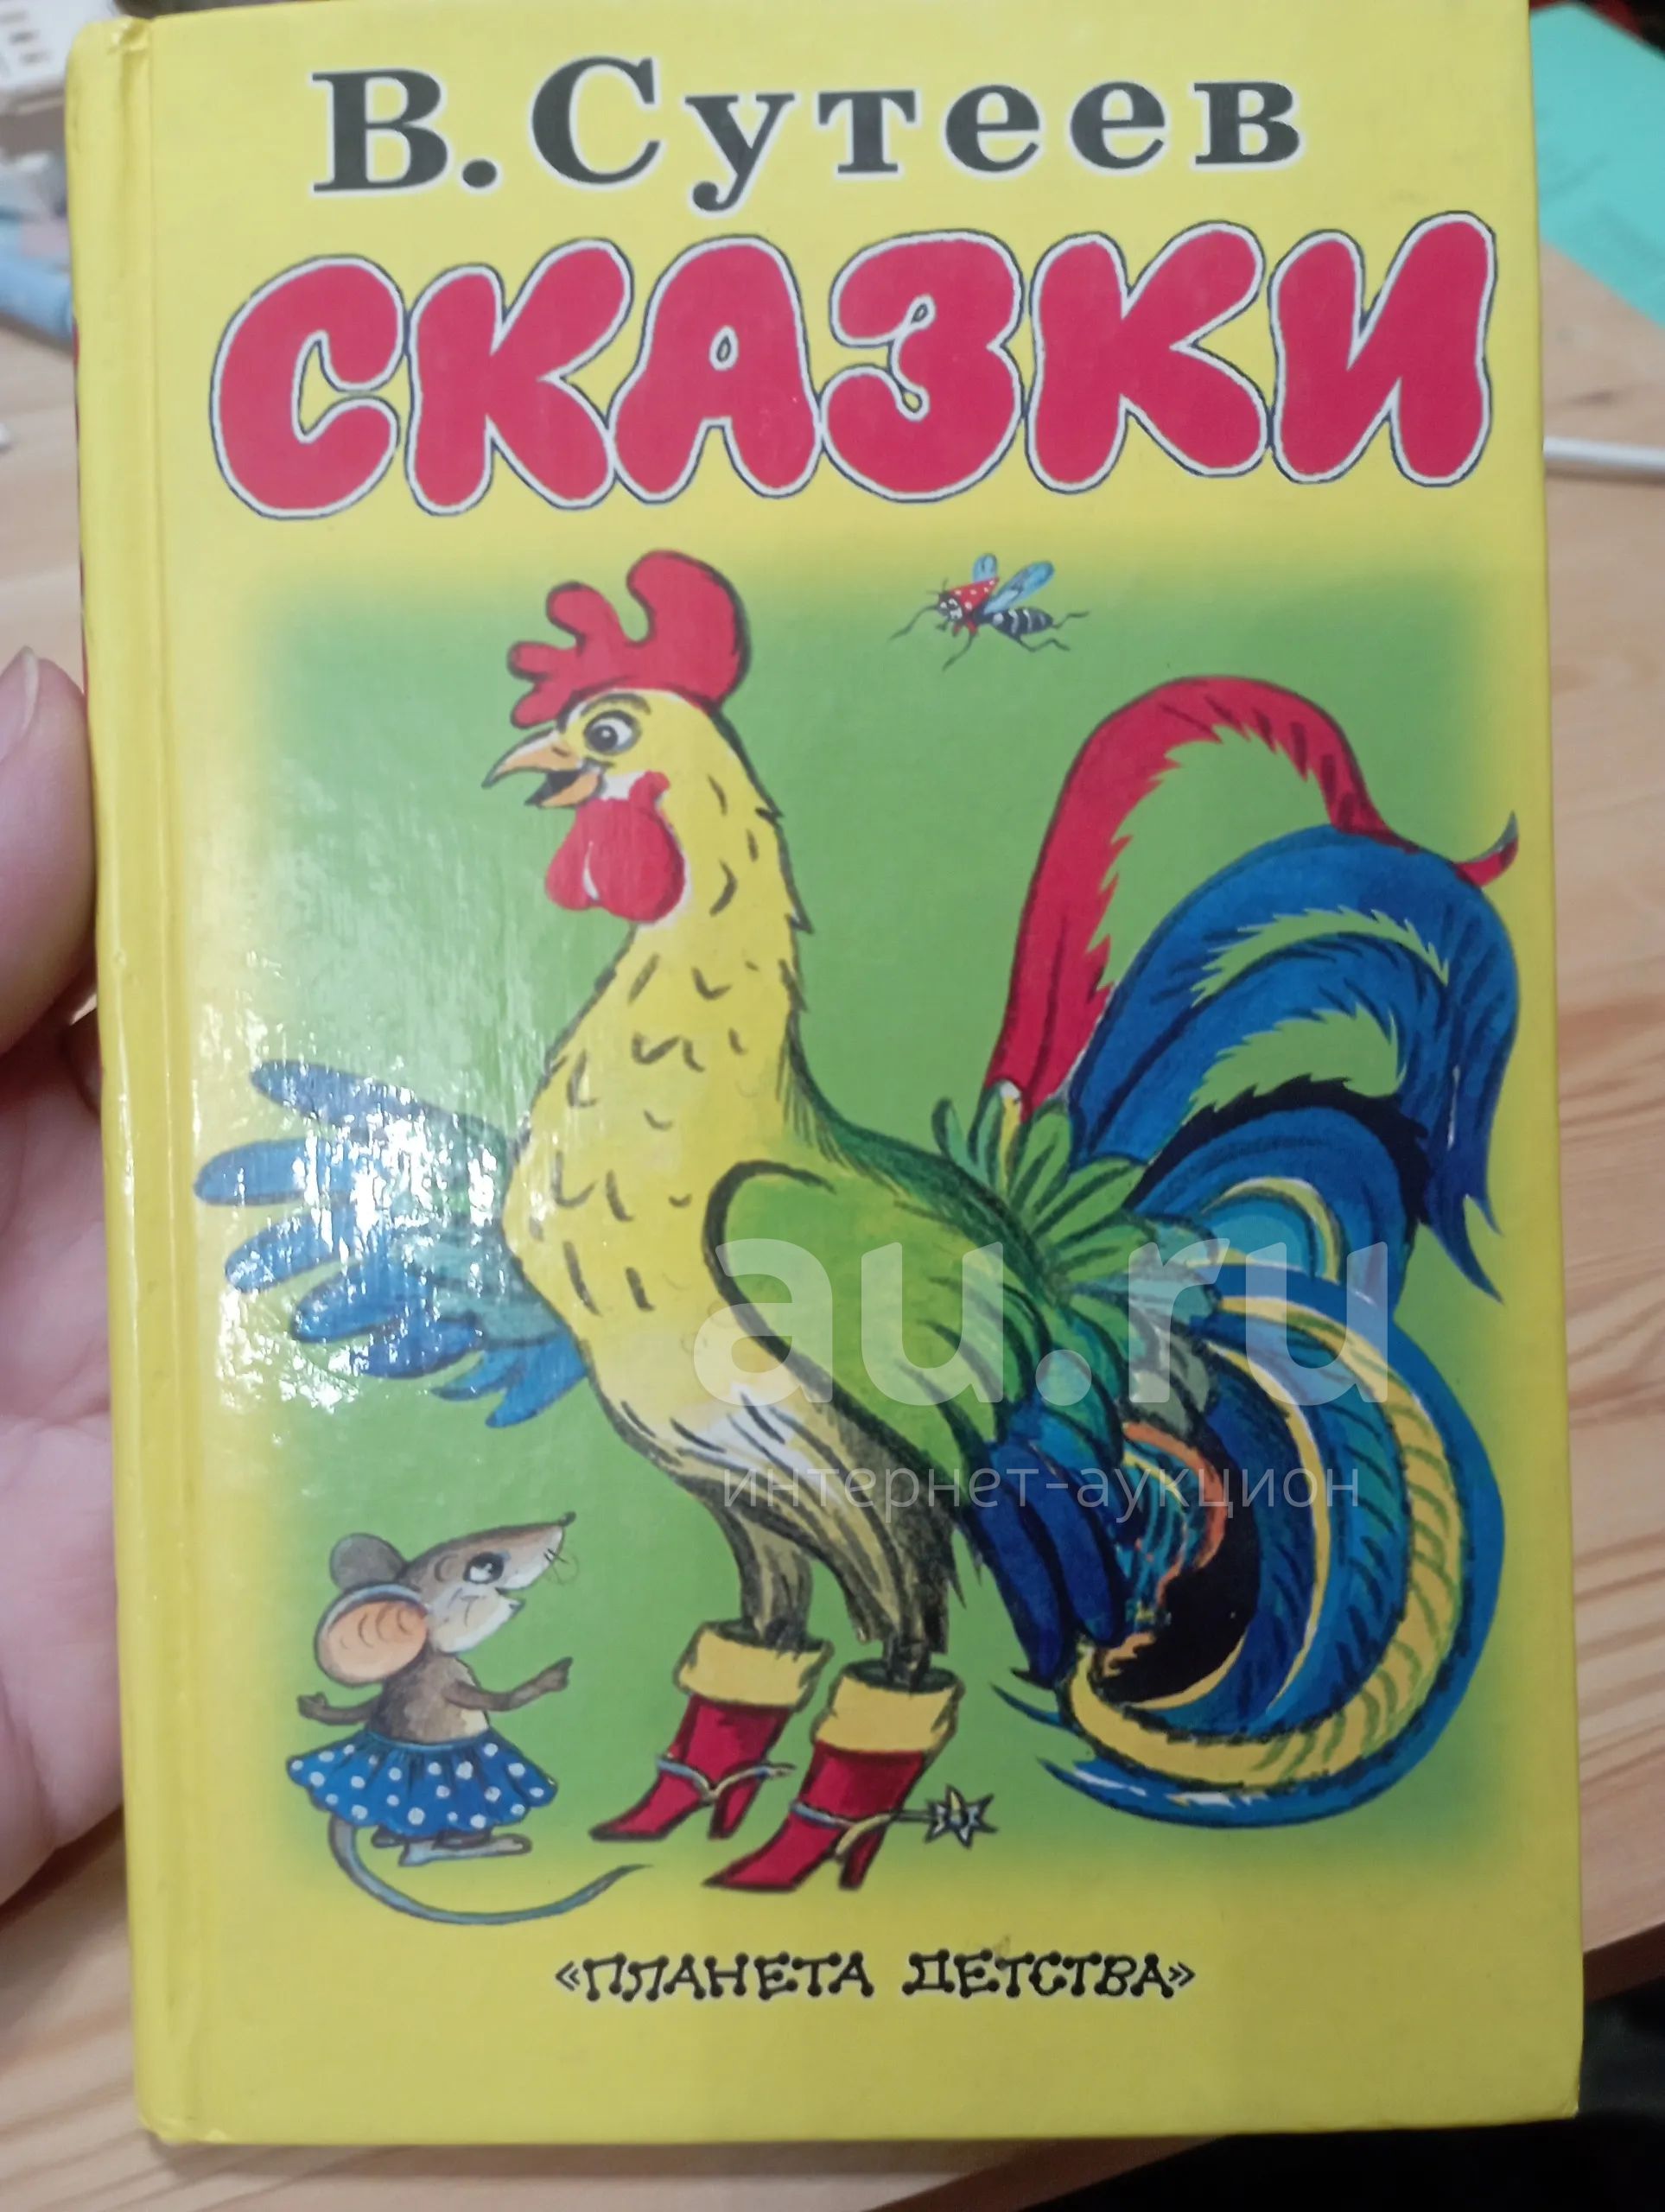 В. Сутеев
СКАЗКИ
au.ru
интернет-аукцион
«ПЛАНЕТА ДЕТСТВА»